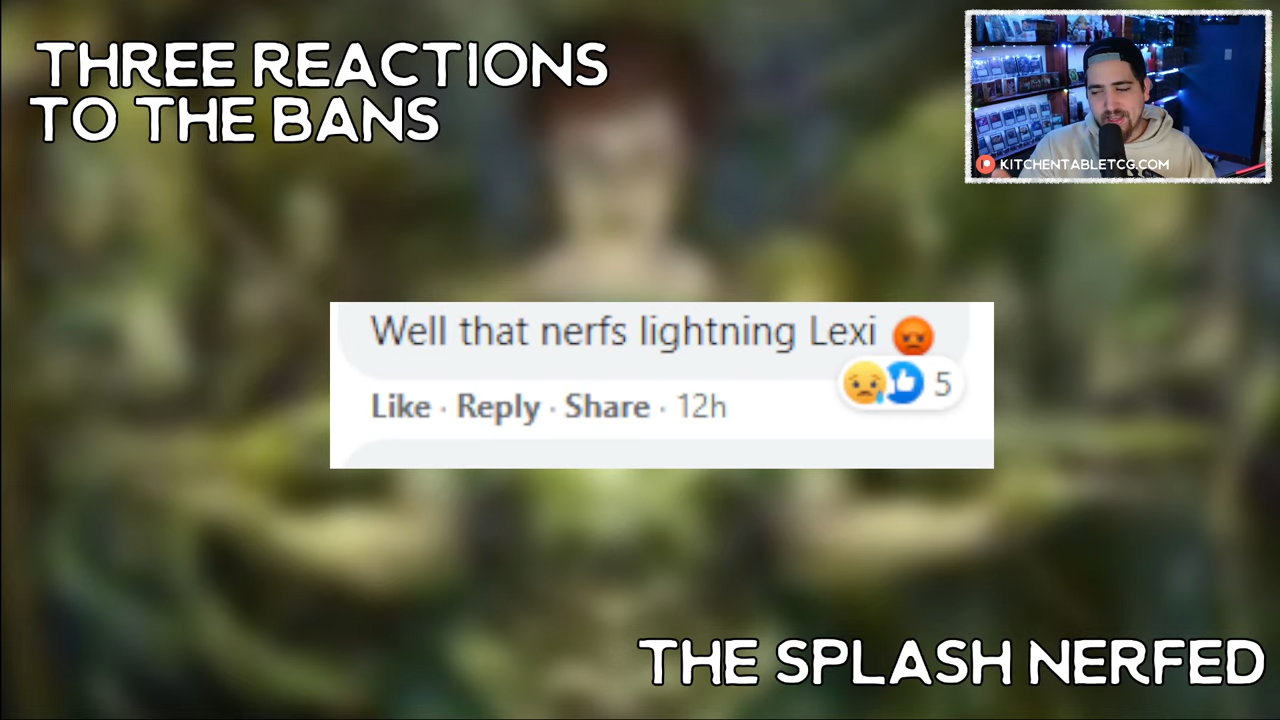 THREE REACTIONS
TO THE BANS
KITCHENTABLETCG.COM
Well that nerfs lightning Lexi 😡
5
Like · Reply · Share · 12h
THE SPLASH NERFED